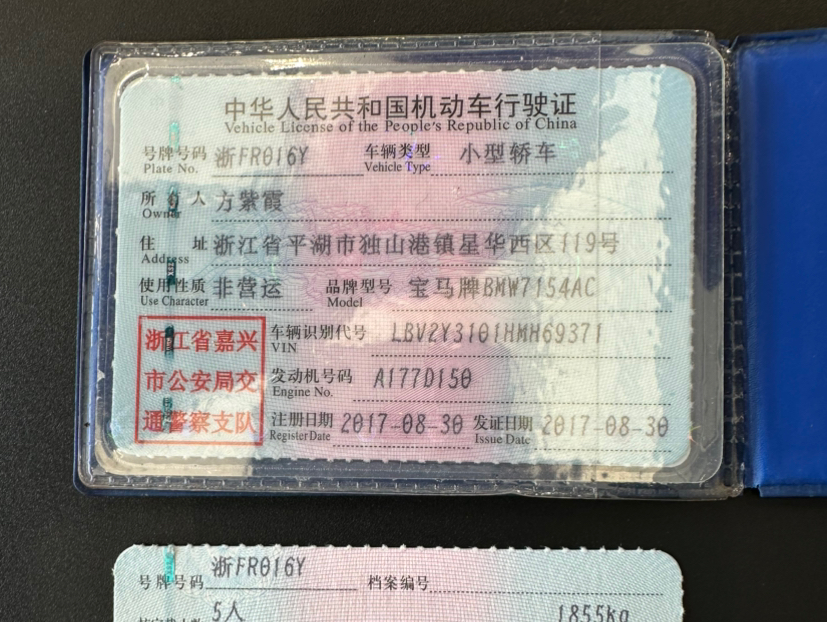 中华人民共和国机动车行驶证
Vehicle License of the People's Republic of China
号牌号码 浙FR016Y 车辆类型 小型轿车
Plate No. Vehicle Type
所有人 方紫霞
Owner
住址 浙江省平湖市独山港镇星华西区119号
Address
使用性质 非营运 品牌型号 宝马牌BMW7154AC
Use Character Model
浙江省嘉兴
市公安局交
通警察支队
车辆识别代号 LBV2Y3101HMH69371
VIN
发动机号码 A177D150
Engine No.
注册日期 2017-08-30 发证日期 2017-08-30
Register Date Issue Date
号牌号码 浙FR016Y 档案编号
5人 1855kg